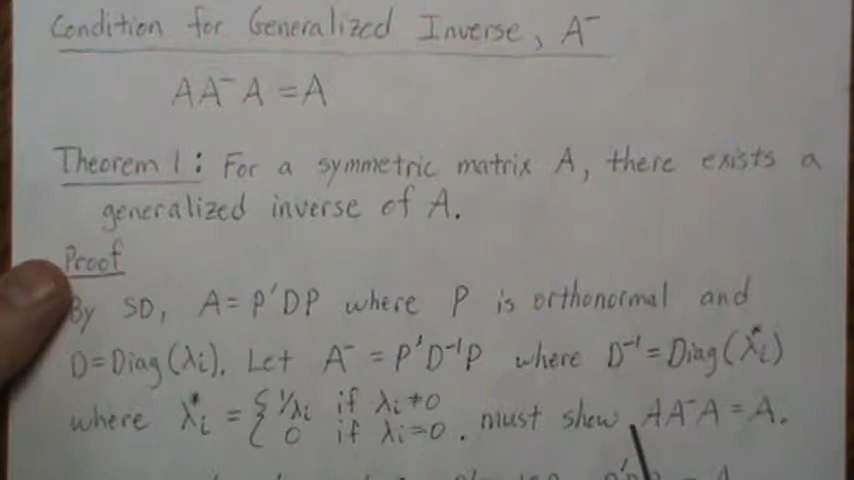 Condition for Generalized Inverse, A⁻
AA⁻A = A
Theorem 1: For a symmetric matrix A, there exists a
generalized inverse of A.
Proof
By SD, A = P'DP where P is orthonormal and
D = Diag(λi). Let A⁻ = P'D⁻¹P where D⁻¹ = Diag(λ*i)
where λ*i = { 1/λi if λi ≠ 0
0 if λi = 0. must show AA⁻A = A.